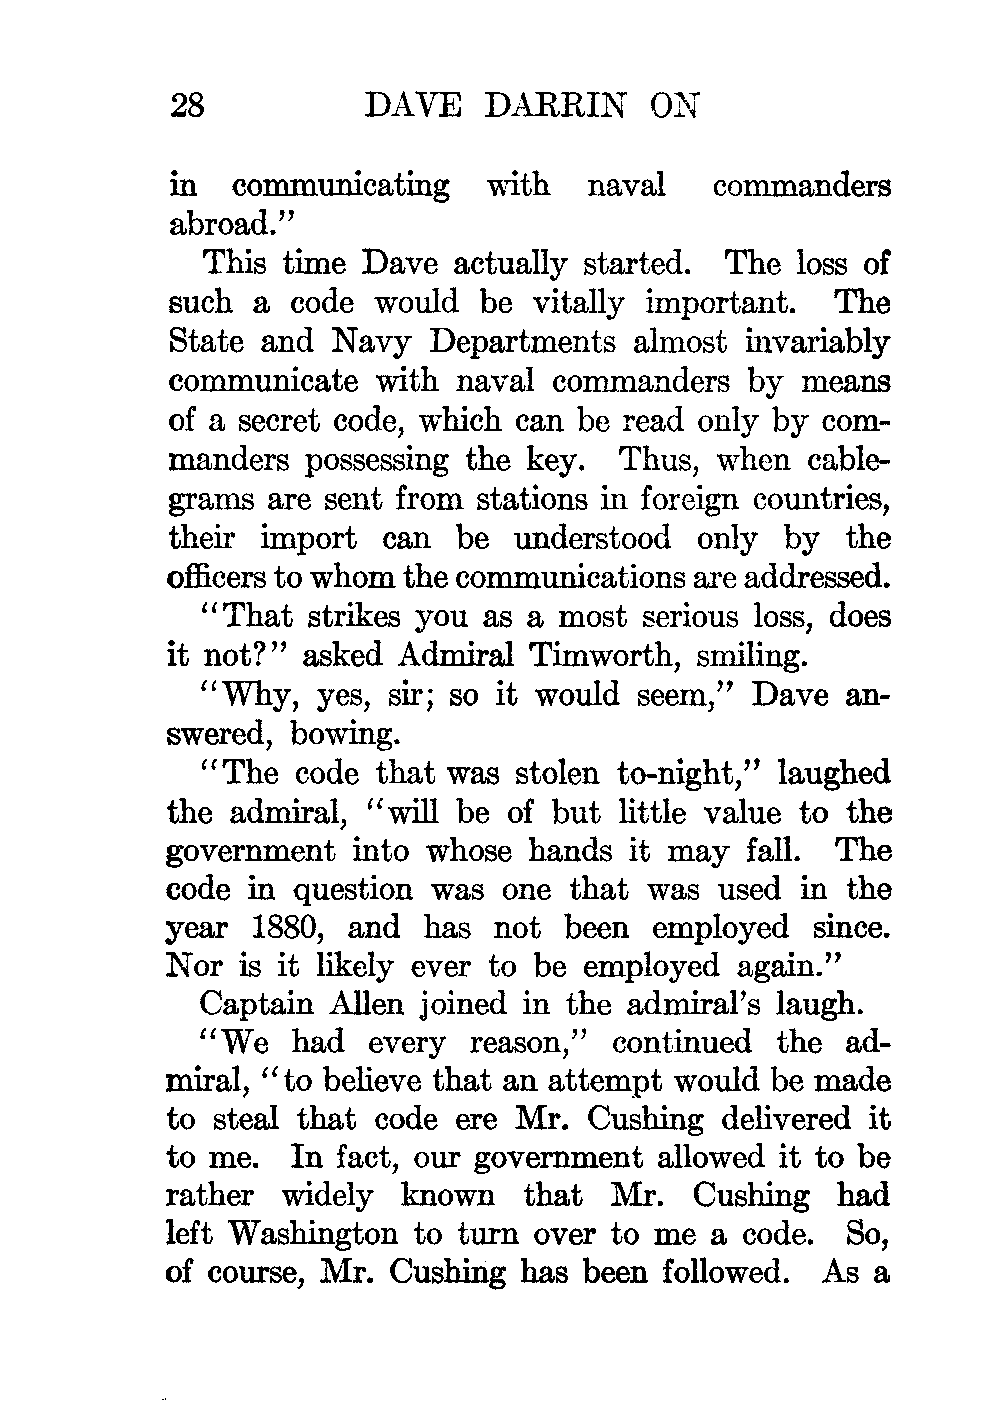 28 DAVE DARRIN ON
in communicating with naval commanders
abroad.”
This time Dave actually started. The loss of
such a code would be vitally important. The
State and Navy Departments almost invariably
communicate with naval commanders by means
of a secret code, which can be read only by com-
manders possessing the key. Thus, when cable-
grams are sent from stations in foreign countries,
their import can be understood only by the
officers to whom the communications are addressed.
“That strikes you as a most serious loss, does
it not?” asked Admiral Timworth, smiling.
“Why, yes, sir; so it would seem,” Dave an-
swered, bowing.
“The code that was stolen to-night,” laughed
the admiral, “will be of but little value to the
government into whose hands it may fall. The
code in question was one that was used in the
year 1880, and has not been employed since.
Nor is it likely ever to be employed again.”
Captain Allen joined in the admiral’s laugh.
“We had every reason,” continued the ad-
miral, “to believe that an attempt would be made
to steal that code ere Mr. Cushing delivered it
to me. In fact, our government allowed it to be
rather widely known that Mr. Cushing had
left Washington to turn over to me a code. So,
of course, Mr. Cushing has been followed. As a